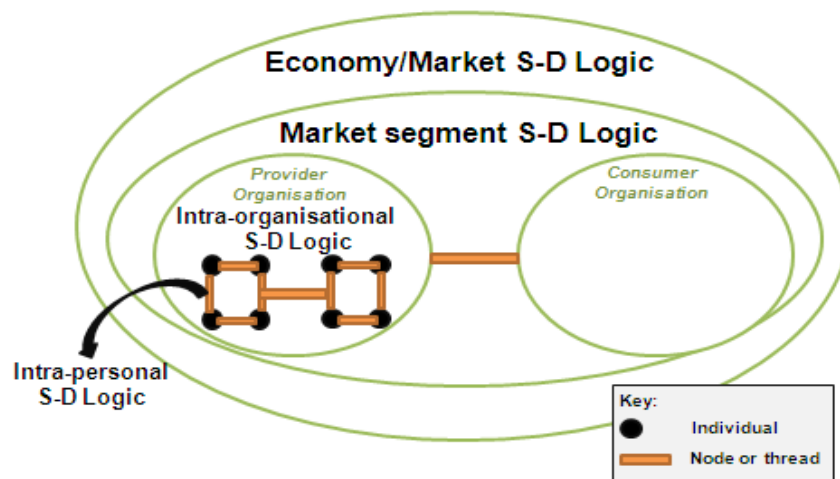 Economy/Market S-D Logic
Market segment S-D Logic
Provider
Organisation
Consumer
Organisation
Intra-organisational
S-D Logic
Intra-personal
S-D Logic
Key:
Individual
Node or thread